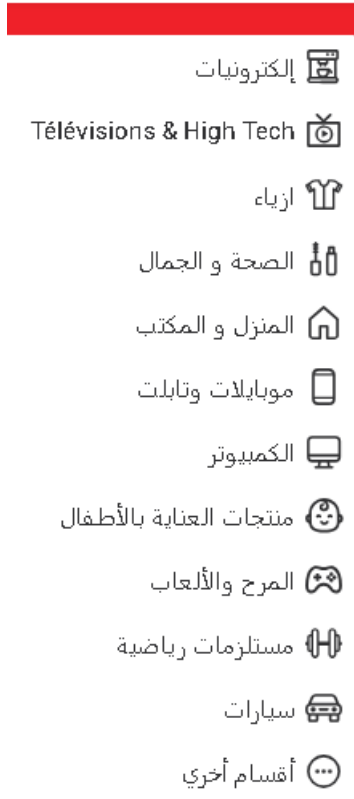 إلكترونيات
Télévisions & High Tech
ازياء
الصحة و الجمال
المنزل و المكتب
موبايلات وتابلت
الكمبيوتر
منتجات العناية بالأطفال
المرح والألعاب
مستلزمات رياضية
سيارات
أقسام أخري